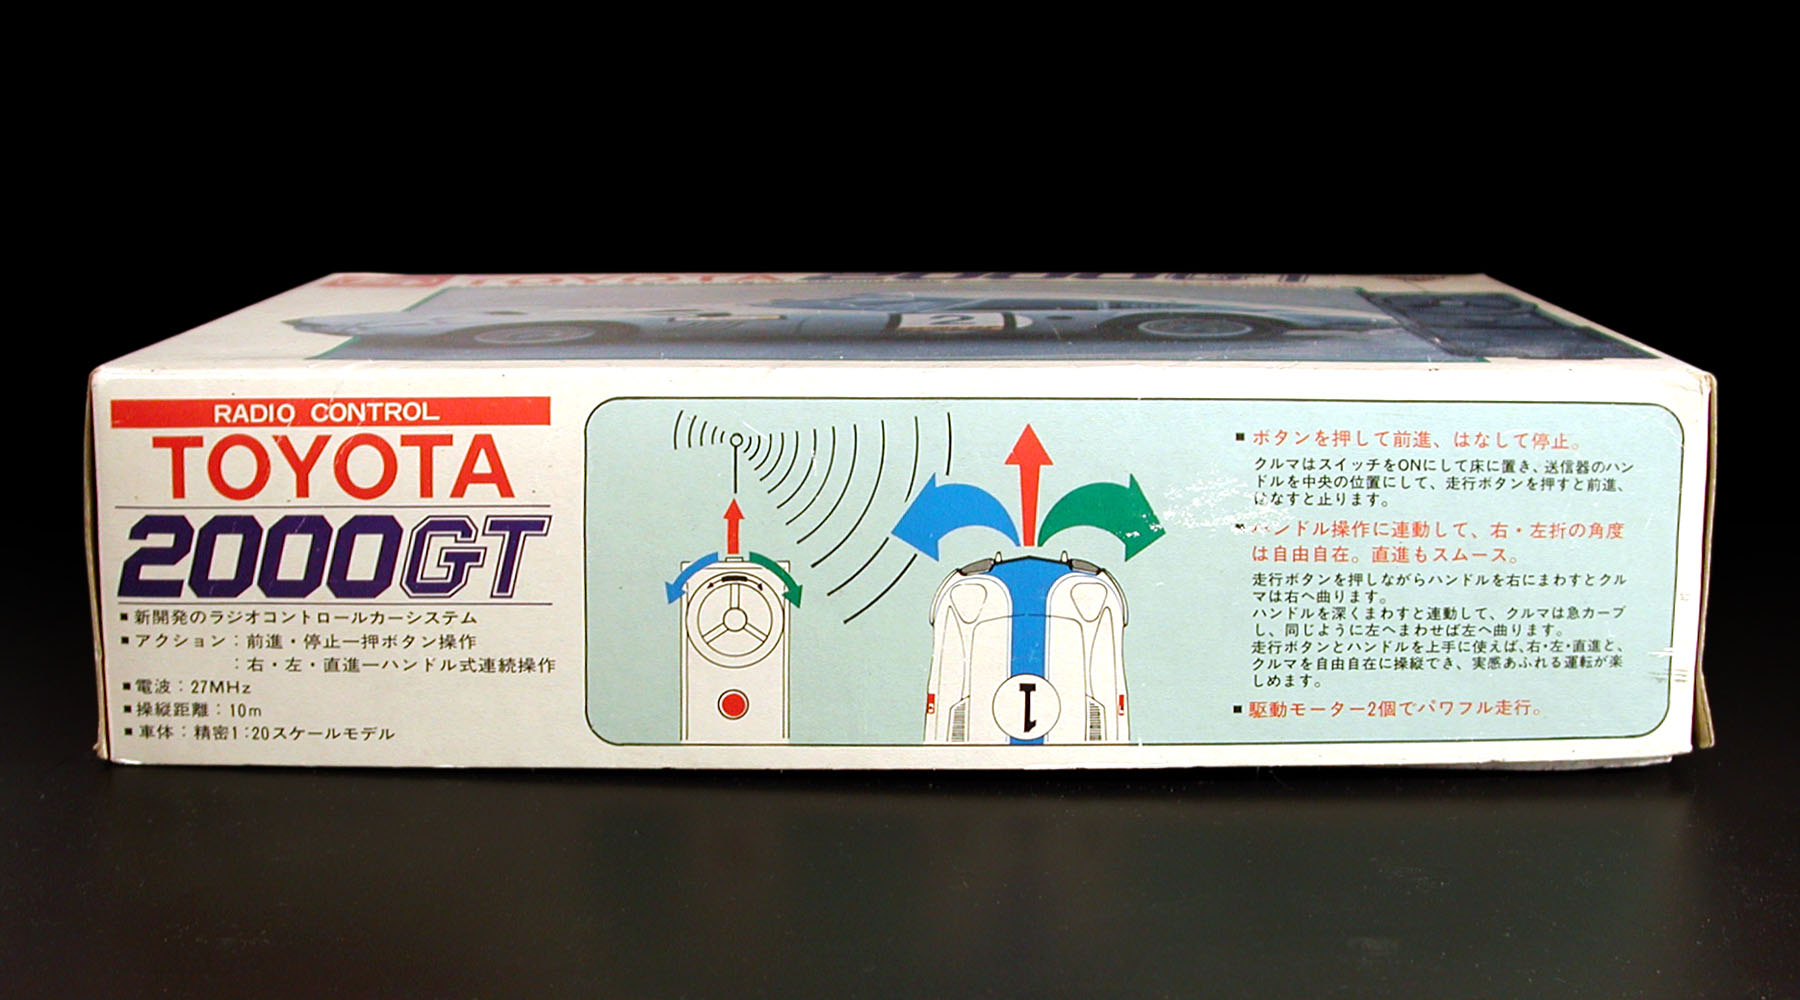 TOYOTA 2000GT
2
RADIO CONTROL
TOYOTA
2000GT
■新開発のラジオコントロールカーシステム
■アクション：前進・停止ー押ボタン操作
：右・左・直進ーハンドル式連続操作
■電波：27MHz
■操縦距離：10m
■車体：精密1:20スケールモデル
1
■ボタンを押して前進、はなして停止。
クルマはスイッチをONにして床に置き、送信器のハン
ドルを中央の位置にして、走行ボタンを押すと前進、
はなすと止ります。
■ハンドル操作に連動して、右・左折の角度
は自由自在。直進もスムース。
走行ボタンを押しながらハンドルを右にまわすとクル
マは右へ曲ります。
ハンドルを深くまわすと連動して、クルマは急カーブ
し、同じように左へまわせば左へ曲ります。
走行ボタンとハンドルを上手に使えば、右・左・直進と、
クルマを自由自在に操縦でき、実感あふれる運転が楽
しめます。
■駆動モーター2個でパワフル走行。